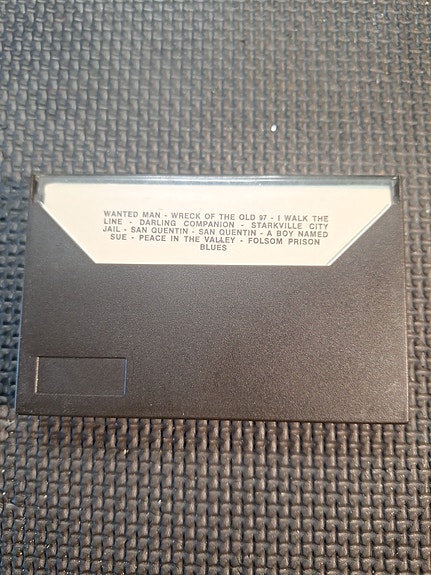 WANTED MAN - WRECK OF THE OLD 97 - I WALK THE
LINE - DARLING COMPANION - STARKVILLE CITY
JAIL - SAN QUENTIN - SAN QUENTIN - A BOY NAMED
SUE - PEACE IN THE VALLEY - FOLSOM PRISON
BLUES